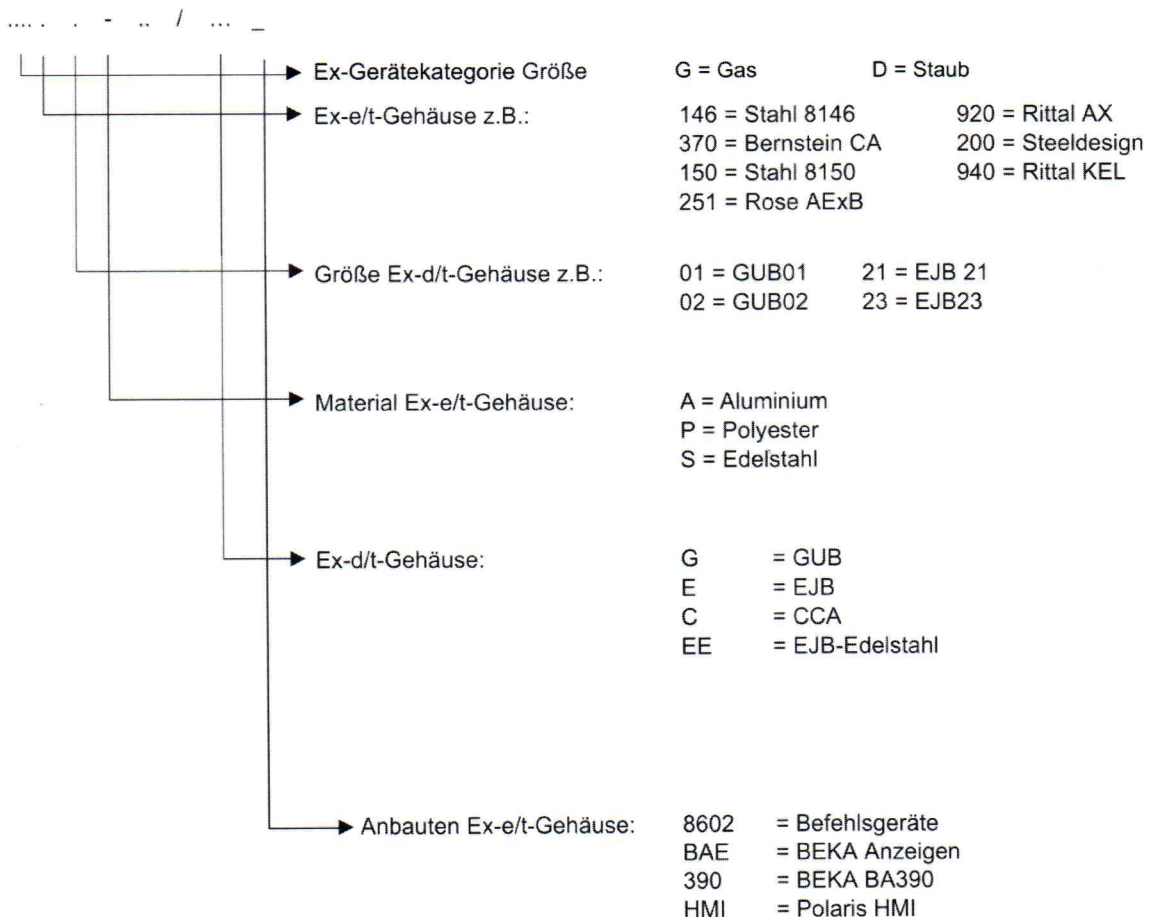 .... . . - .. / ... _
Ex-Gerätekategorie Größe G = Gas D = Staub
Ex-e/t-Gehäuse z.B.: 146 = Stahl 8146 920 = Rittal AX
370 = Bernstein CA 200 = Steeldesign
150 = Stahl 8150 940 = Rittal KEL
251 = Rose AExB
Größe Ex-d/t-Gehäuse z.B.: 01 = GUB01 21 = EJB 21
02 = GUB02 23 = EJB23
Material Ex-e/t-Gehäuse: A = Aluminium
P = Polyester
S = Edelstahl
Ex-d/t-Gehäuse: G = GUB
E = EJB
C = CCA
EE = EJB-Edelstahl
Anbauten Ex-e/t-Gehäuse: 8602 = Befehlsgeräte
BAE = BEKA Anzeigen
390 = BEKA BA390
HMI = Polaris HMI